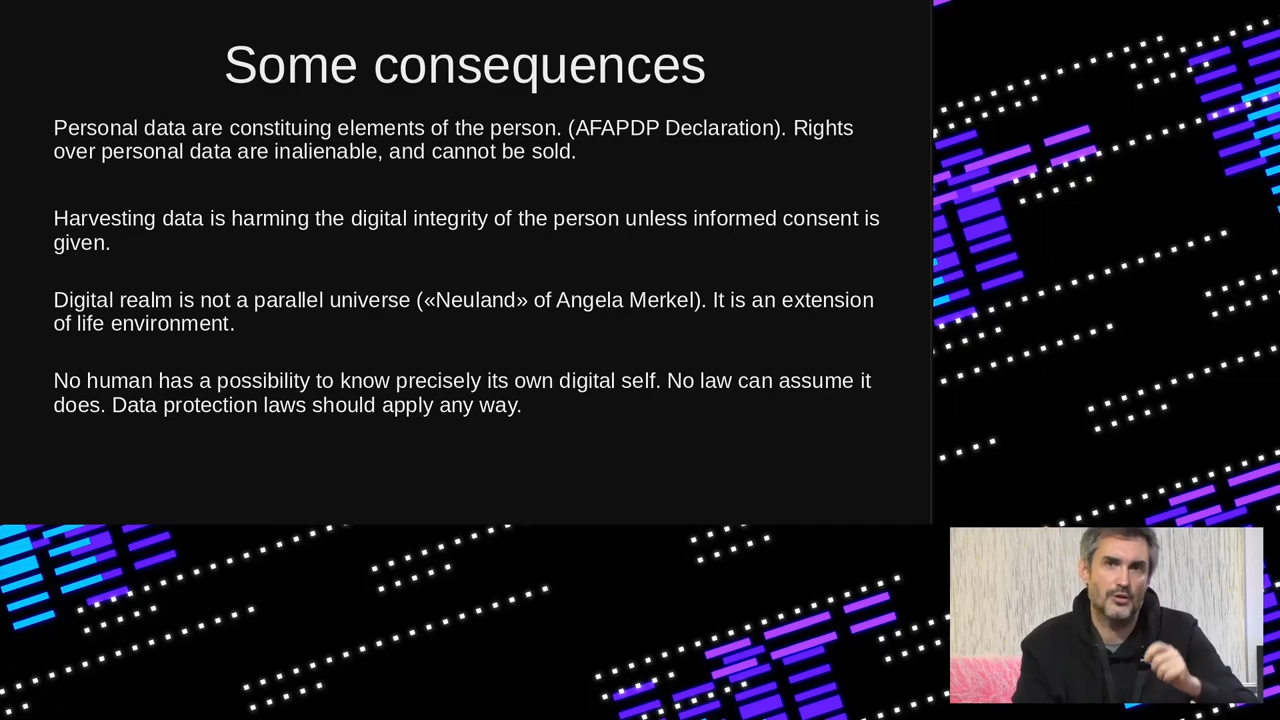 Some consequences
Personal data are constituing elements of the person. (AFAPDP Declaration). Rights
over personal data are inalienable, and cannot be sold.
Harvesting data is harming the digital integrity of the person unless informed consent is
given.
Digital realm is not a parallel universe («Neuland» of Angela Merkel). It is an extension
of life environment.
No human has a possibility to know precisely its own digital self. No law can assume it
does. Data protection laws should apply any way.